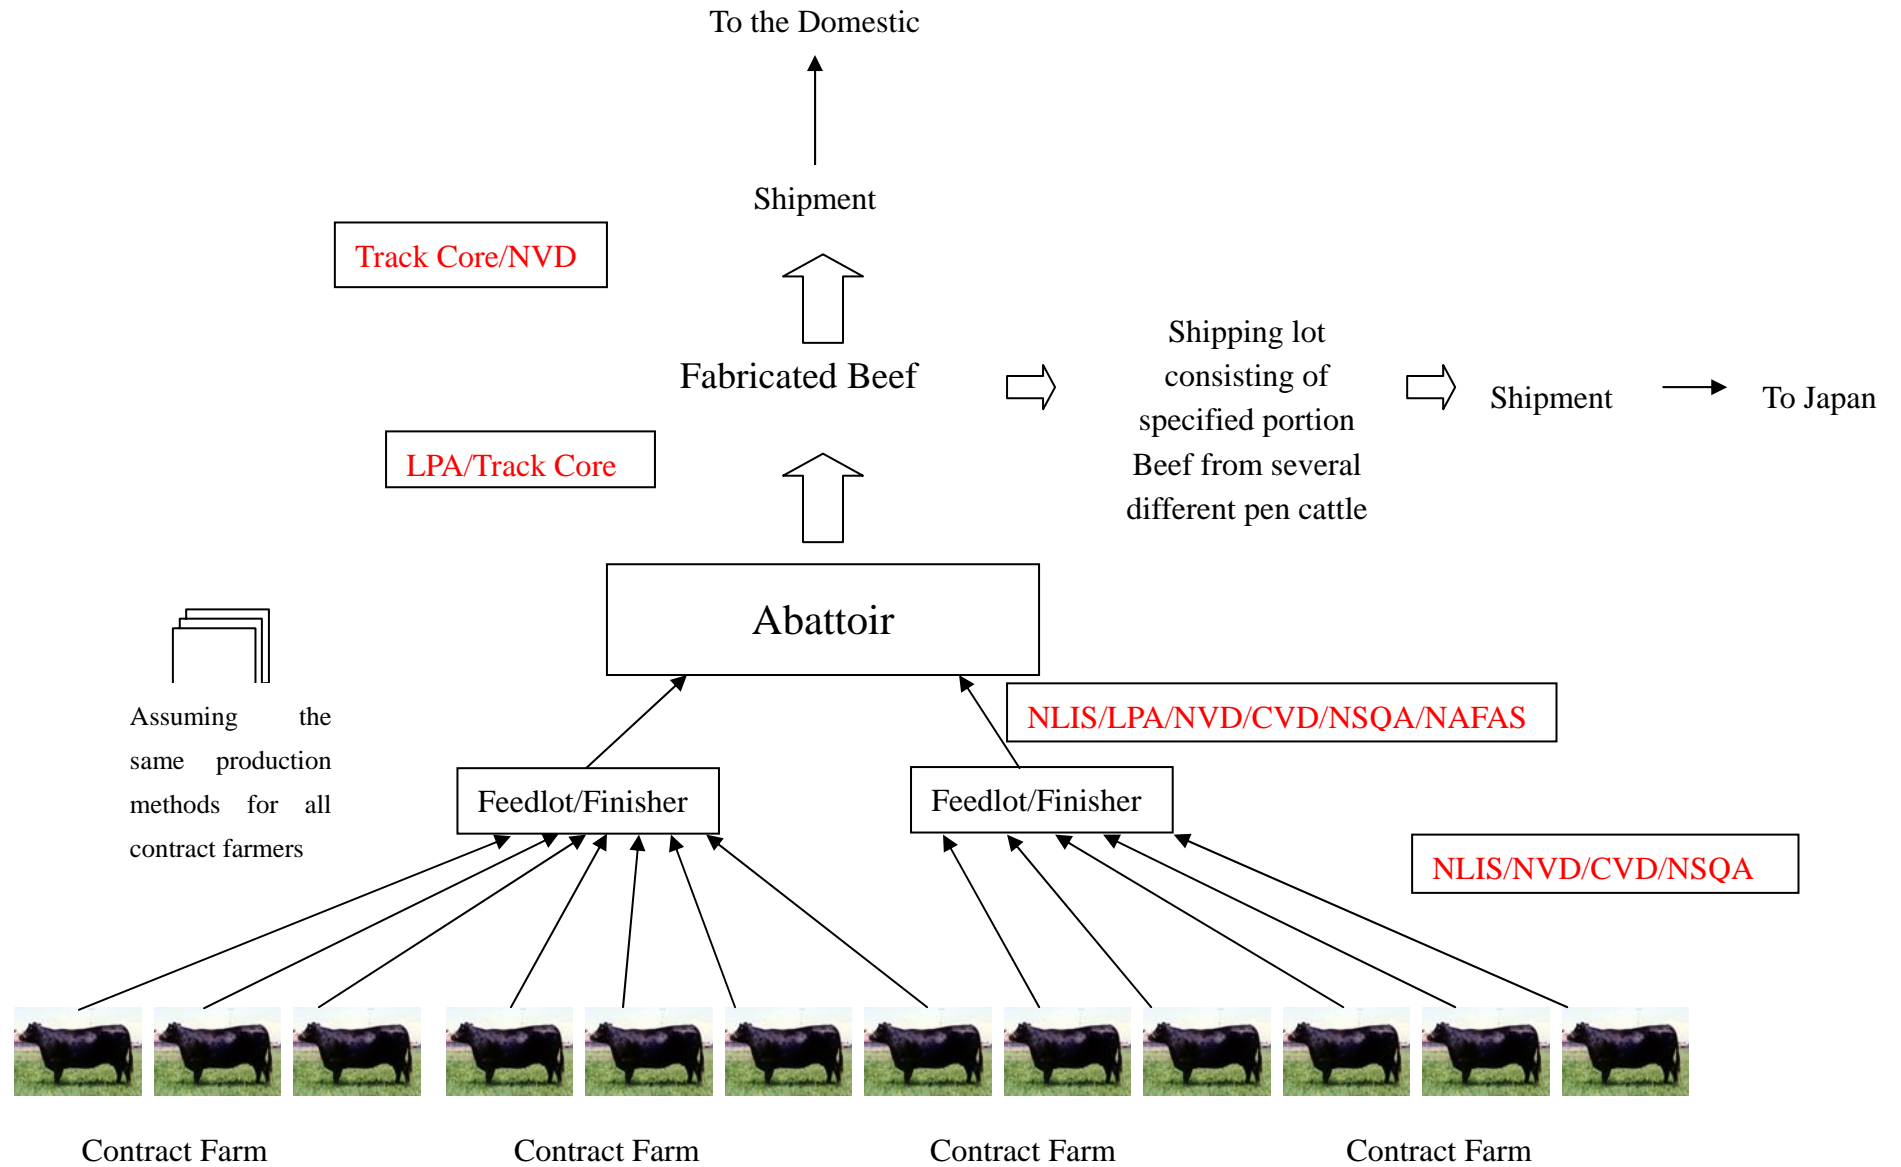 To the Domestic
Shipment
Track Core/NVD
Fabricated Beef
Shipping lot
consisting of
specified portion
Beef from several
different pen cattle
Shipment
To Japan
LPA/Track Core
Abattoir
Assuming the
same production
methods for all
contract farmers
NLIS/LPA/NVD/CVD/NSQA/NAFAS
Feedlot/Finisher
Feedlot/Finisher
NLIS/NVD/CVD/NSQA
Contract Farm
Contract Farm
Contract Farm
Contract Farm